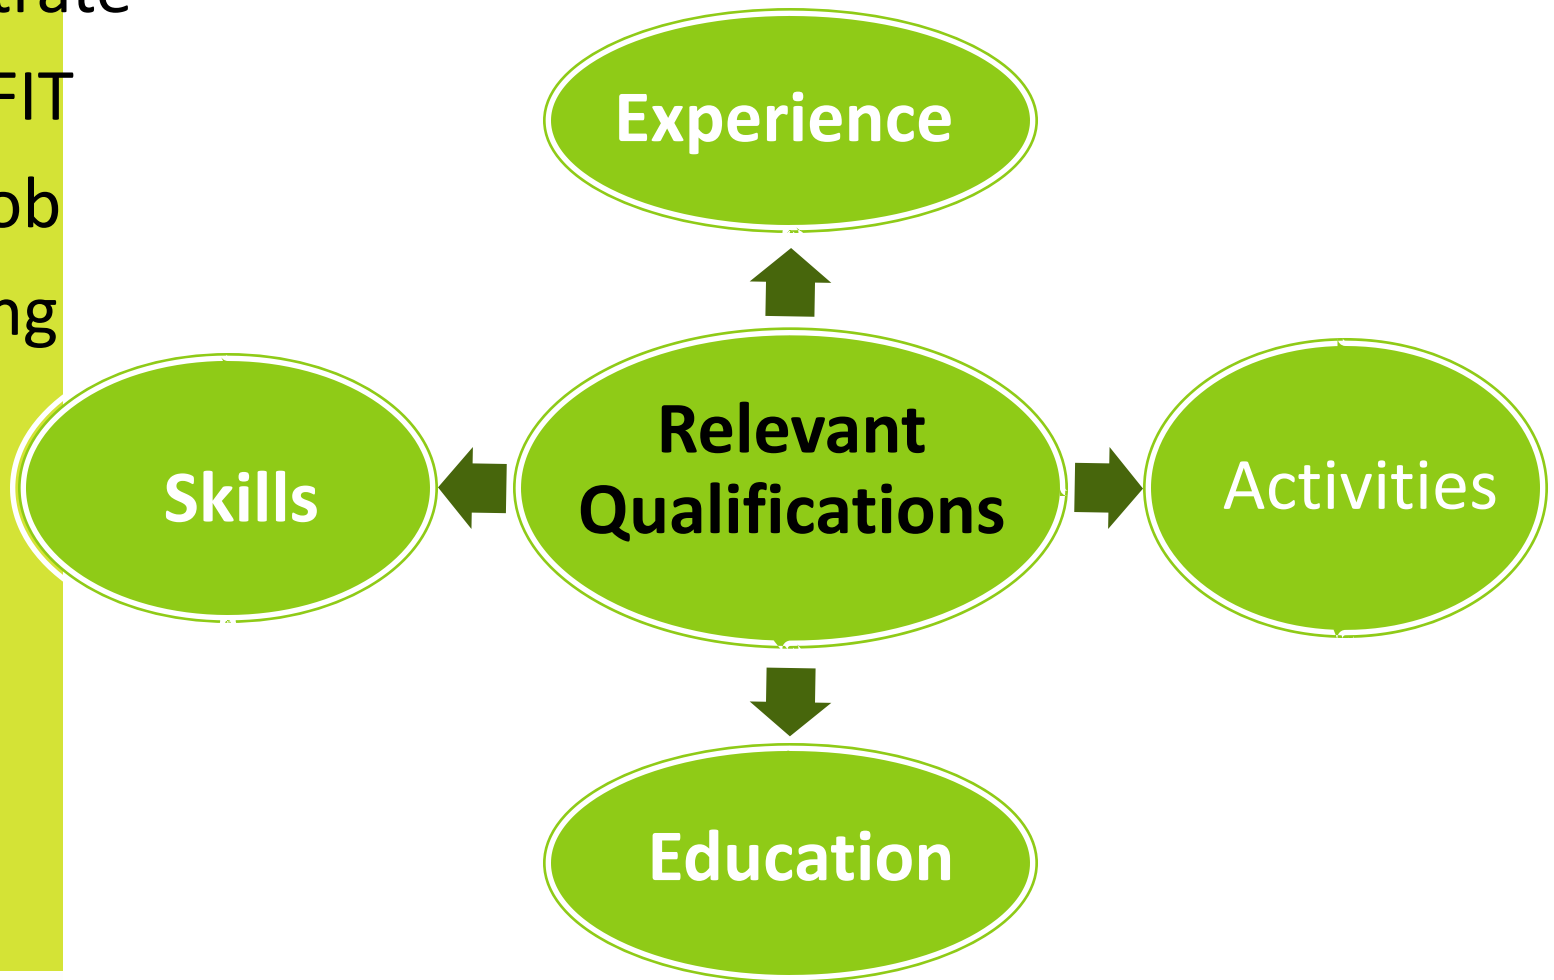 FIT
Experience
Relevant
Qualifications
Skills
Activities
Education